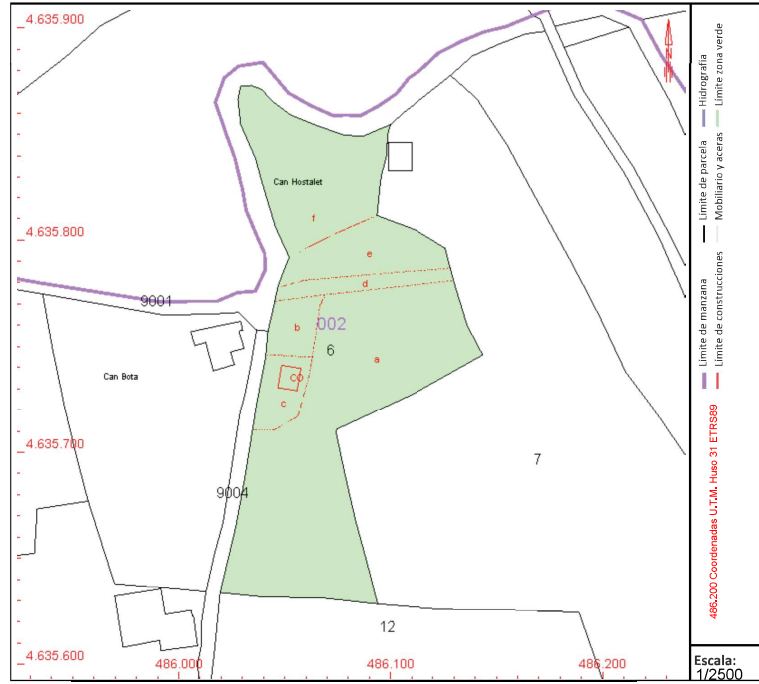 4.635.900
Can Hostalet
f
4.635.800
e
d
9001
b
002
6
a
Can Bota
CO
c
4.635.700
7
9004
12
4.635.600
486.000
486.100
486.200
N
Límite de manzana
Límite de parcela
Hidrografía
Límite de construcciones
Mobiliario y aceras
Límite zona verde
486.200 Coordenadas U.T.M. Huso 31 ETRS89
Escala:
1/2500